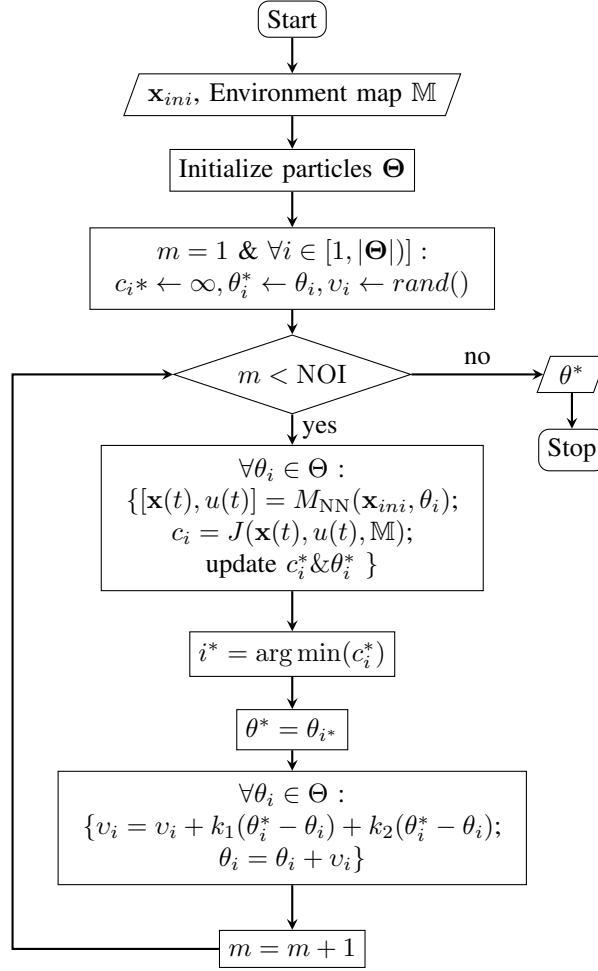 Start
𝐱_{ini}, Environment map 𝕄
Initialize particles 𝚯
m = 1 & ∀i ∈ [1, |𝚯|)] :
c_i* ← ∞, θ_i^* ← θ_i, υ_i ← rand()
m < NOI
no
θ^*
Stop
yes
∀θ_i ∈ Θ :
{[𝐱(t), u(t)] = M_{NN}(𝐱_{ini}, θ_i);
c_i = J(𝐱(t), u(t), 𝕄);
update c_i^*&θ_i^* }
i^* = arg min(c_i^*)
θ^* = θ_{i^*}
∀θ_i ∈ Θ :
{υ_i = υ_i + k_1(θ_i^* − θ_i) + k_2(θ_i^* − θ_i);
θ_i = θ_i + υ_i}
m = m + 1